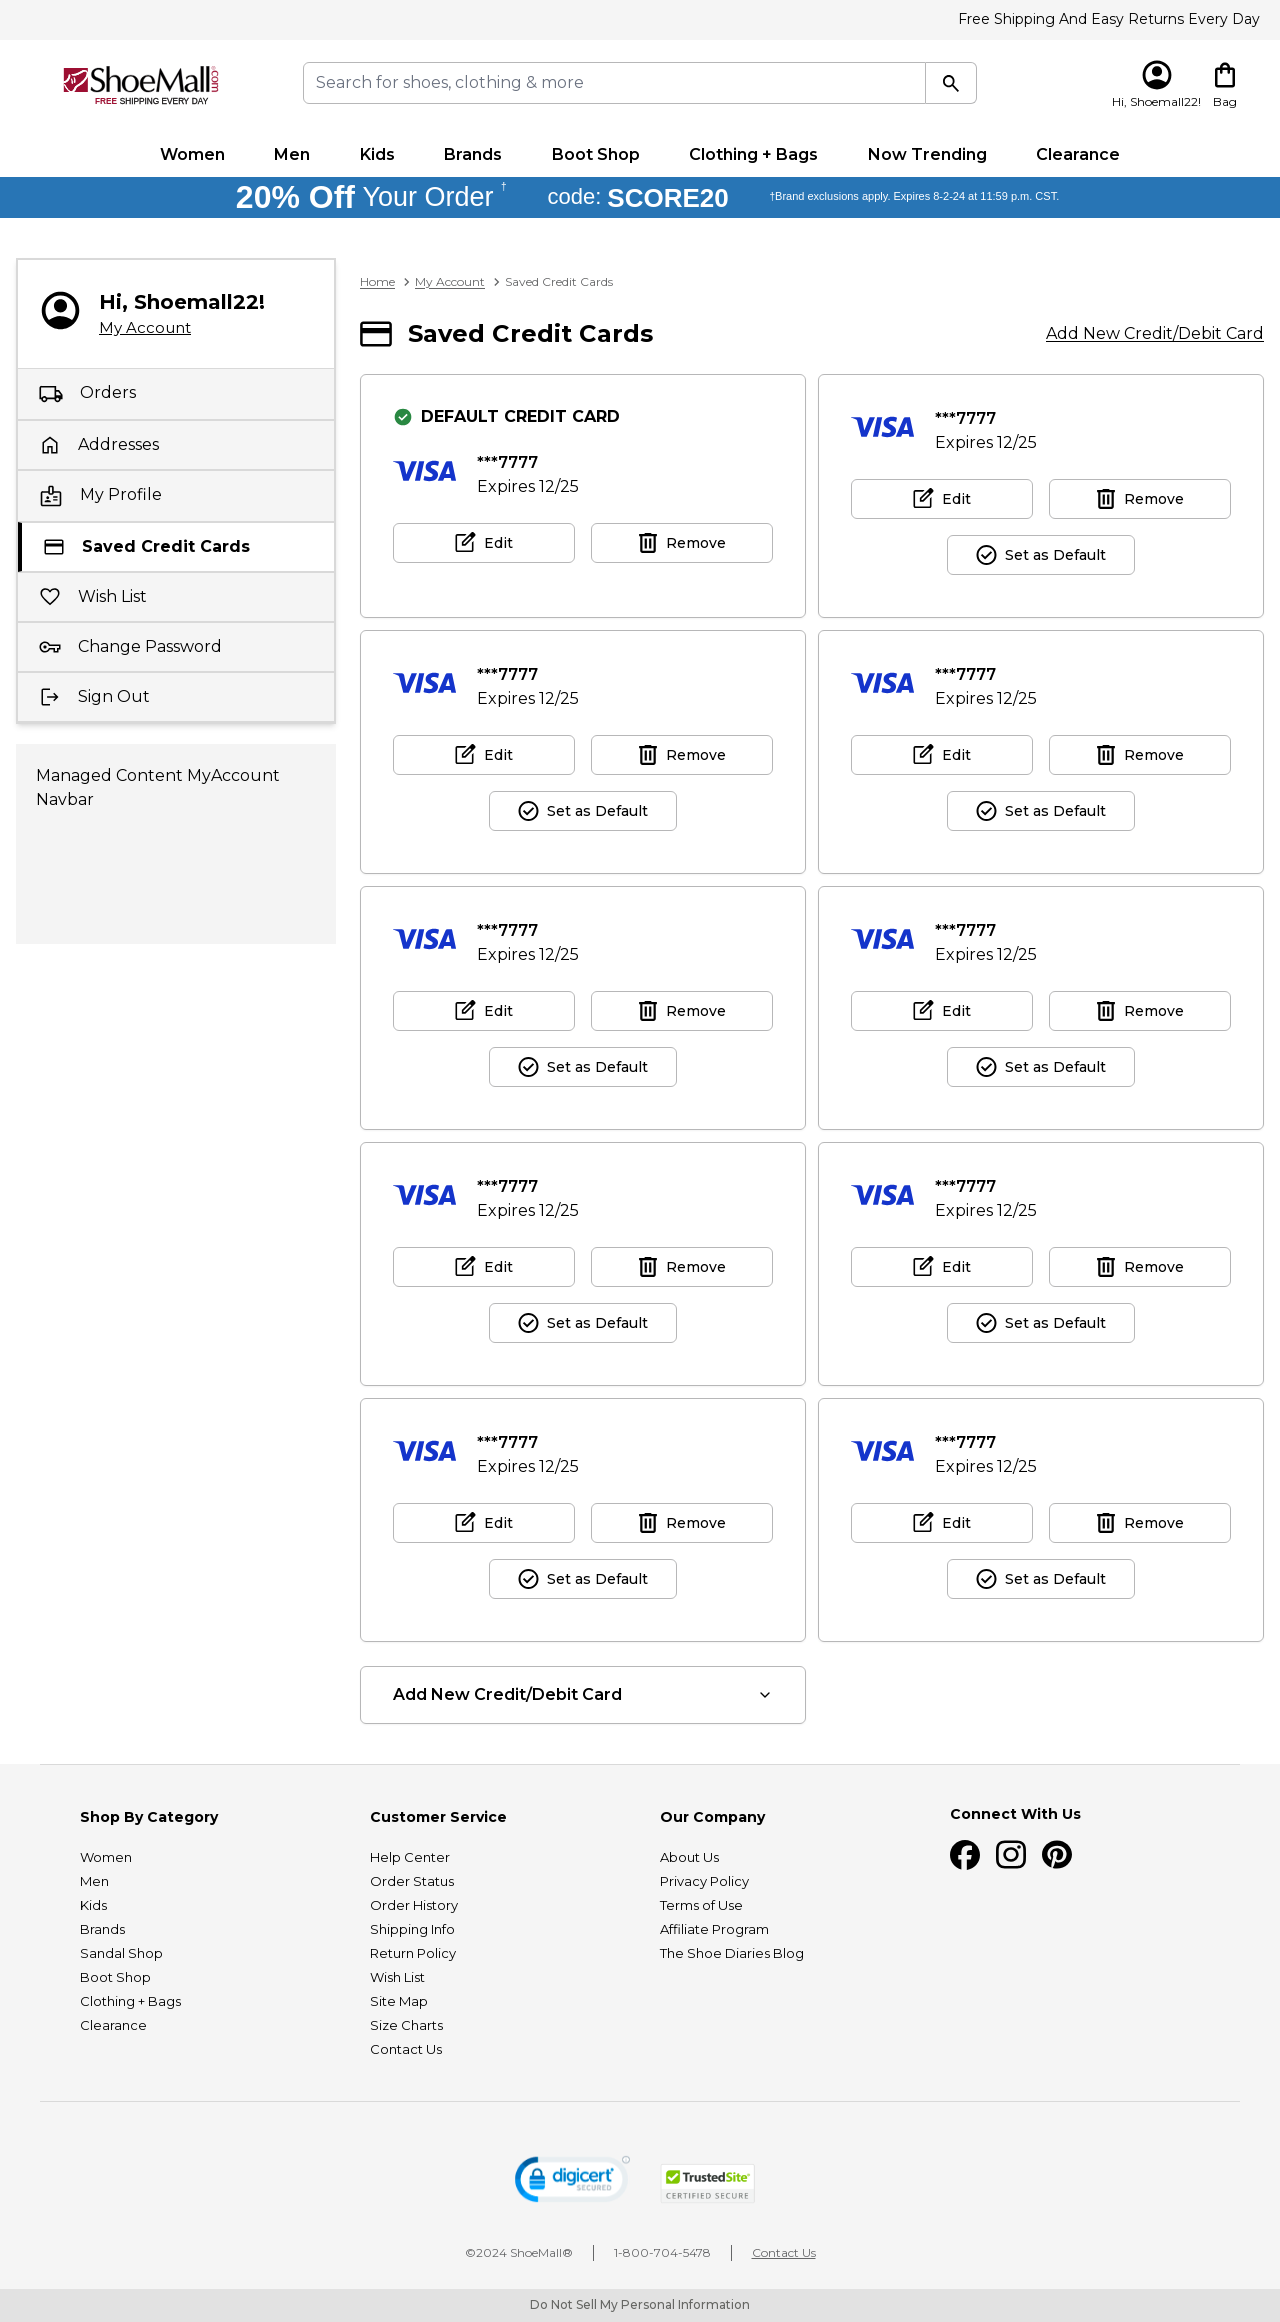 Free Shipping And Easy Returns Every Day
ShoeMall.com
FREE SHIPPING EVERY DAY
Search for shoes, clothing & more
Hi, Shoemall22!
Bag
Women Men Kids Brands Boot Shop Clothing + Bags Now Trending Clearance
20% Off Your Order † code: SCORE20 †Brand exclusions apply. Expires 8-2-24 at 11:59 p.m. CST.
Hi, Shoemall22!
My Account
Orders
Addresses
My Profile
Saved Credit Cards
Wish List
Change Password
Sign Out
Managed Content MyAccount
Navbar
Home > My Account > Saved Credit Cards
Saved Credit Cards
Add New Credit/Debit Card
DEFAULT CREDIT CARD
VISA
***7777
Expires 12/25
Edit
Remove
VISA
***7777
Expires 12/25
Edit
Remove
Set as Default
VISA
***7777
Expires 12/25
Edit
Remove
Set as Default
VISA
***7777
Expires 12/25
Edit
Remove
Set as Default
VISA
***7777
Expires 12/25
Edit
Remove
Set as Default
VISA
***7777
Expires 12/25
Edit
Remove
Set as Default
VISA
***7777
Expires 12/25
Edit
Remove
Set as Default
VISA
***7777
Expires 12/25
Edit
Remove
Set as Default
VISA
***7777
Expires 12/25
Edit
Remove
Set as Default
VISA
***7777
Expires 12/25
Edit
Remove
Set as Default
Add New Credit/Debit Card
Shop By Category
Women
Men
Kids
Brands
Sandal Shop
Boot Shop
Clothing + Bags
Clearance
Customer Service
Help Center
Order Status
Order History
Shipping Info
Return Policy
Wish List
Site Map
Size Charts
Contact Us
Our Company
About Us
Privacy Policy
Terms of Use
Affiliate Program
The Shoe Diaries Blog
Connect With Us
digicert
SECURED
TrustedSite
CERTIFIED SECURE
©2024 ShoeMall®
1-800-704-5478
Contact Us
Do Not Sell My Personal Information